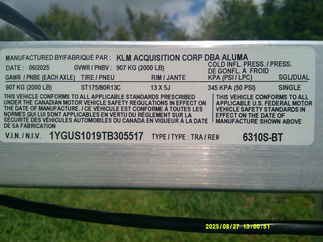 MANUFACTURED BY/FABRIQUÉ PAR : KLM ACQUISITION CORP DBA ALUMA
DATE : 06/2025 GVWR / PNBV : 907 KG (2000 LB) COLD INFL. PRESS. / PRESS. DE GONFL. À FROID
GAWR / PNBE (EACH AXLE) TIRE / PNEU RIM / JANTE KPA (PSI / LPC) SGL/DUAL
907 KG (2000 LB) ST175/80R13C 13 X 5J 345 KPA (50 PSI) SINGLE
THIS VEHICLE COMPLIES TO ALL APPLICABLE STANDARDS PRESCRIBED
UNDER THE CANADIAN MOTOR VEHICLE SAFETY REGULATIONS IN EFFECT ON
THE DATE OF MANUFACTURE / CE VÉHICULE EST CONFORME À TOUTES LES NORMES
QUI LUI SONT APPLICABLES EN VERTU DU RÈGLEMENT SUR LA
SÉCURITÉ DES VÉHICULES AUTOMOBILES DU CANADA EN VIGUEUR À LA DATE
DE SA FABRICATION
THIS VEHICLE CONFORMS TO ALL
APPLICABLE U.S. FEDERAL MOTOR
VEHICLE SAFETY STANDARDS
IN EFFECT ON THE DATE OF
MANUFACTURE SHOWN ABOVE
V.I.N. / N.I.V. 1YGUS1019TB305517 TYPE / TYPE : TRA / REM 6310S-BT
2025/08/27 13:00:51